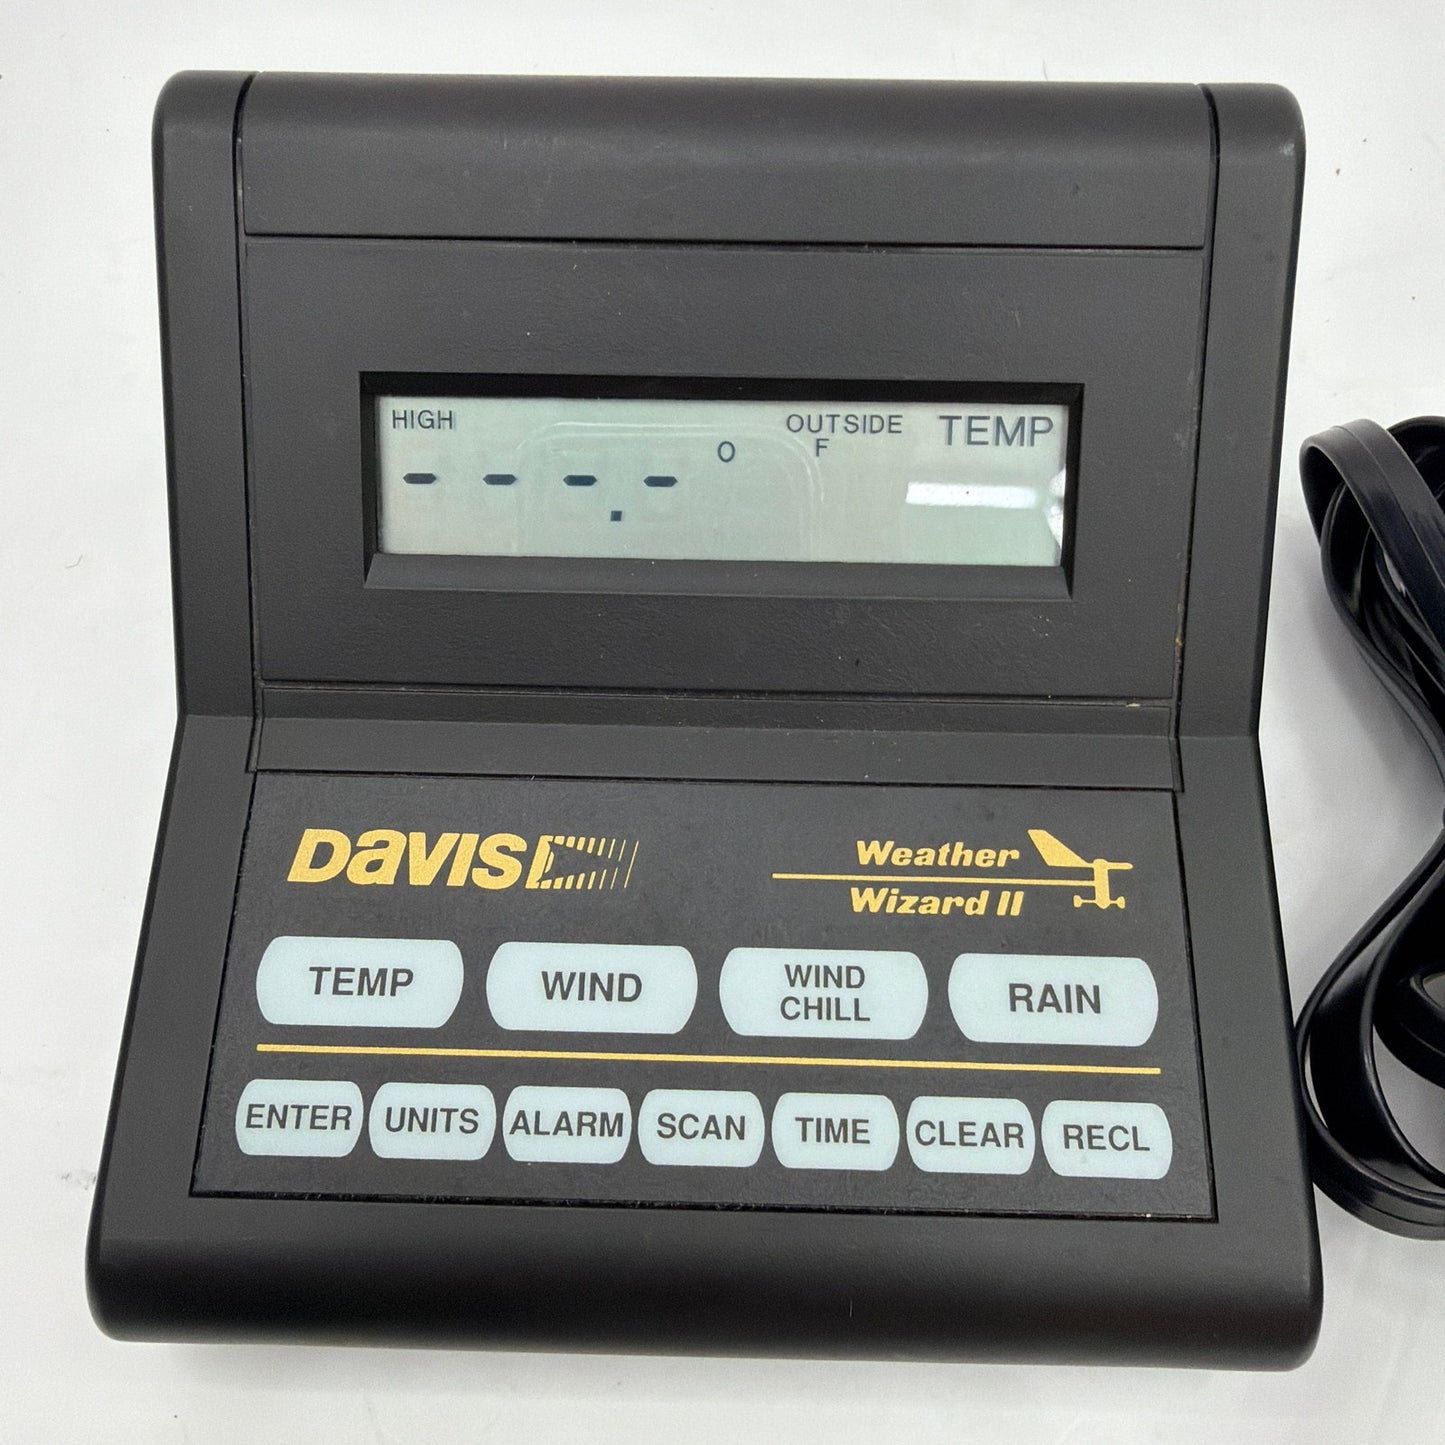 HIGH OUTSIDE TEMP
- - - . - ° F
DAVIS
Weather
Wizard II
TEMP WIND WIND CHILL RAIN
ENTER UNITS ALARM SCAN TIME CLEAR RECL